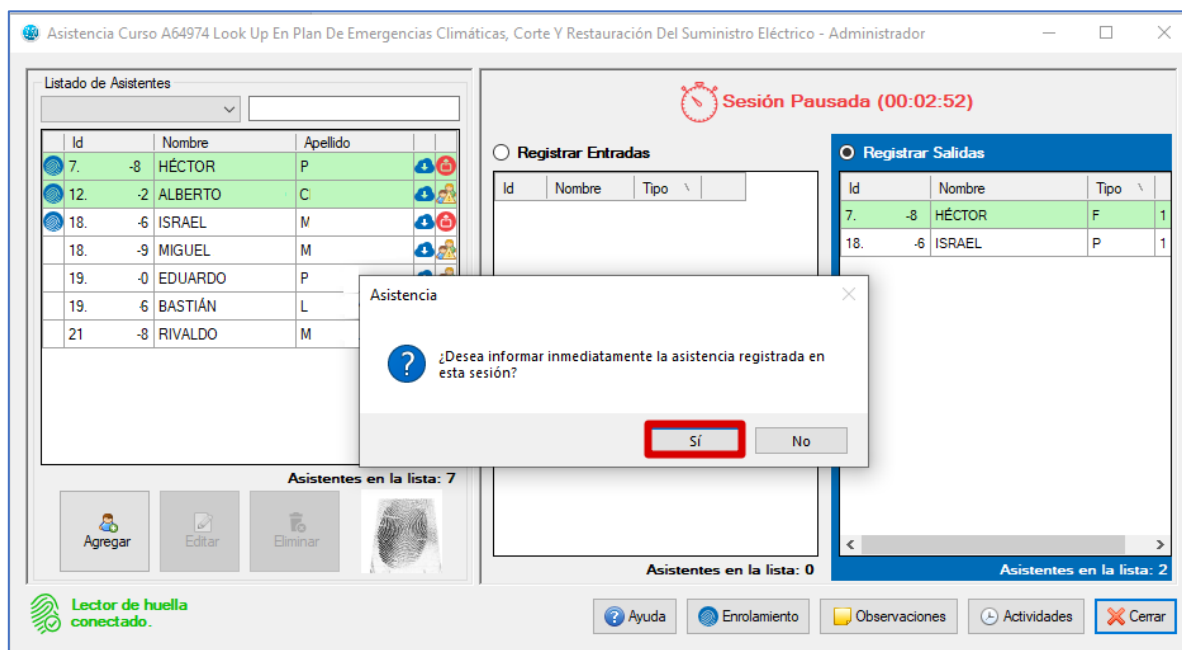 Asistencia Curso A64974 Look Up En Plan De Emergencias Climáticas, Corte Y Restauración Del Suministro Eléctrico - Administrador
Listado de Asistentes
Id Nombre Apellido
7. -8 HÉCTOR P
12. -2 ALBERTO C
18. -6 ISRAEL M
18. -9 MIGUEL M
19. -0 EDUARDO P
19. 6 BASTIÁN L
21 -8 RIVALDO M
Asistentes en la lista: 7
Agregar
Editar
Eliminar
Sesión Pausada (00:02:52)
Registrar Entradas
Id Nombre Tipo
Asistentes en la lista: 0
Registrar Salidas
Id Nombre Tipo
7. -8 HÉCTOR F 1
18. -6 ISRAEL P 1
Asistentes en la lista: 2
Asistencia
¿Desea informar inmediatamente la asistencia registrada en
esta sesión?
Sí
No
Lector de huella
conectado.
Ayuda
Enrolamiento
Observaciones
Actividades
Cerrar